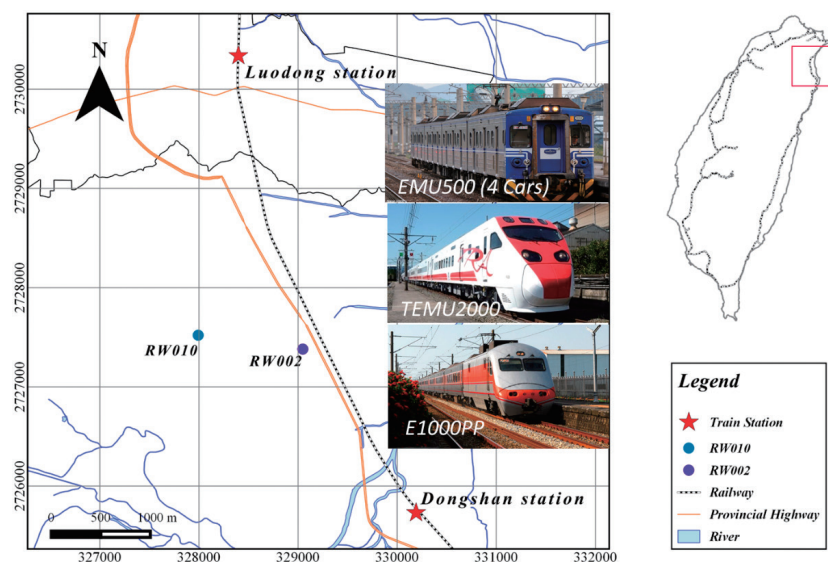 N
Luodong station
EMU500 (4 Cars)
TEMU2000
E1000PP
RW010
RW002
Dongshan station
0 500 1000 m
2730000
2729000
2728000
2727000
2726000
327000 328000 329000 330000 331000 332000
Legend
Train Station
RW010
RW002
Railway
Provincial Highway
River